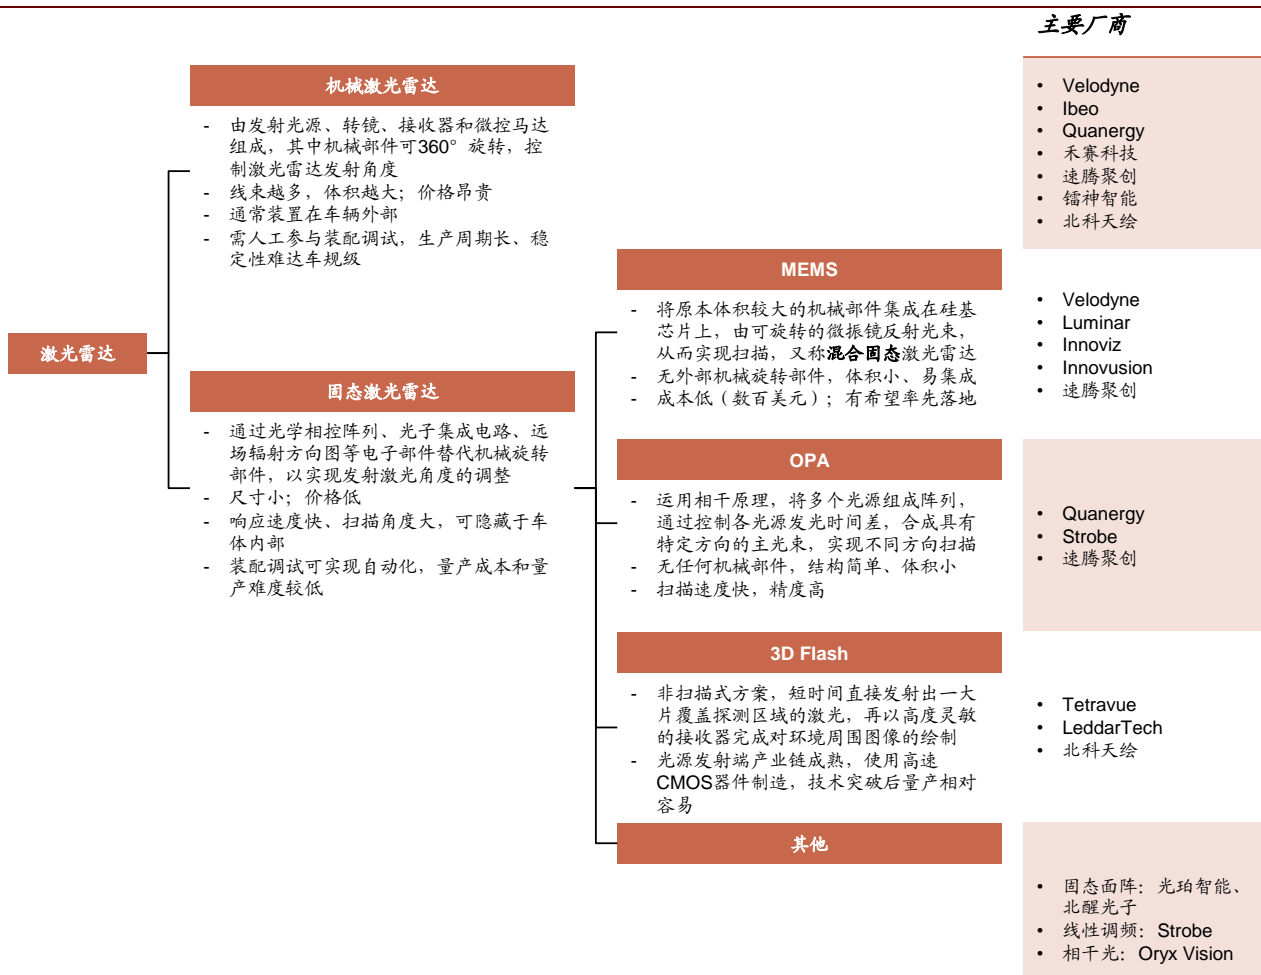 主要厂商
机械激光雷达
- 由发射光源、转镜、接收器和微控马达
组成，其中机械部件可360°旋转，控
制激光雷达发射角度
- 线束越多，体积越大；价格昂贵
- 通常装置在车辆外部
- 需人工参与装配调试，生产周期长、稳
定性难达车规级
• Velodyne
• Ibeo
• Quanergy
• 禾赛科技
• 速腾聚创
• 镭神智能
• 北科天绘
激光雷达
固态激光雷达
- 通过光学相控阵列、光子集成电路、远
场辐射方向图等电子部件替代机械旋转
部件，以实现发射激光角度的调整
- 尺寸小；价格低
- 响应速度快、扫描角度大，可隐藏于车
体内部
- 装配调试可实现自动化，量产成本和量
产难度较低
MEMS
- 将原本体积较大的机械部件集成在硅基
芯片上，由可旋转的微振镜反射光束，
从而实现扫描，又称混合固态激光雷达
- 无外部机械旋转部件，体积小、易集成
- 成本低（数百美元）；有希望率先落地
• Velodyne
• Luminar
• Innoviz
• Innovusion
• 速腾聚创
OPA
- 运用相干原理，将多个光源组成阵列，
通过控制各光源发光时间差，合成具有
特定方向的主光束，实现不同方向扫描
- 无任何机械部件，结构简单、体积小
- 扫描速度快，精度高
• Quanergy
• Strobe
• 速腾聚创
3D Flash
- 非扫描式方案，短时间直接发射出一大
片覆盖探测区域的激光，再以高度灵敏
的接收器完成对环境周围图像的绘制
- 光源发射端产业链成熟，使用高速
CMOS器件制造，技术突破后量产相对
容易
• Tetravue
• LeddarTech
• 北科天绘
其他
• 固态面阵：光珀智能、
北醒光子
• 线性调频：Strobe
• 相干光：Oryx Vision